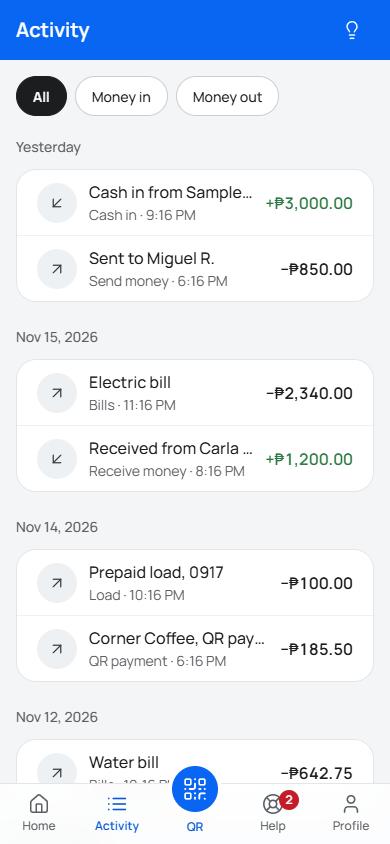 Activity
All
Money in
Money out
Yesterday
Cash in from Sample…
+₱3,000.00
Cash in · 9:16 PM
Sent to Miguel R.
−₱850.00
Send money · 6:16 PM
Nov 15, 2026
Electric bill
−₱2,340.00
Bills · 11:16 PM
Received from Carla …
+₱1,200.00
Receive money · 8:16 PM
Nov 14, 2026
Prepaid load, 0917
−₱100.00
Load · 10:16 PM
Corner Coffee, QR pay…
−₱185.50
QR payment · 6:16 PM
Nov 12, 2026
Water bill
−₱642.75
Home
Activity
QR
2
Help
Profile